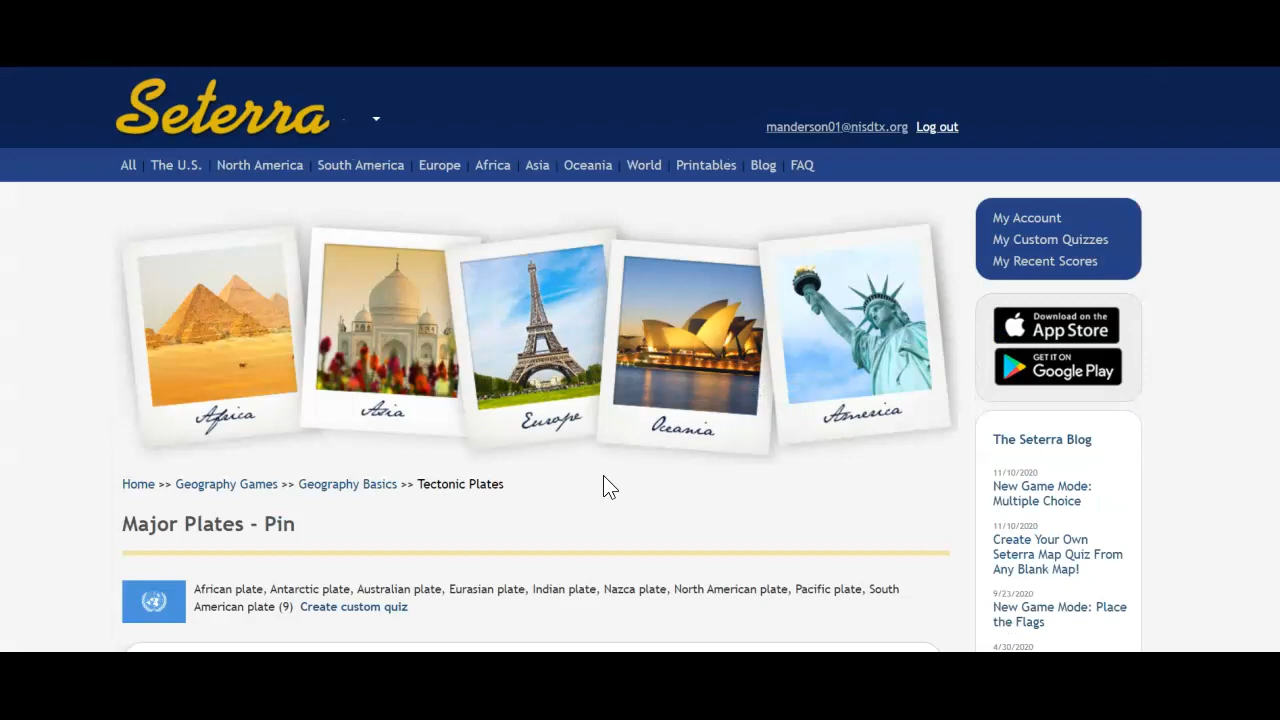 Seterra
manderson01@nisdtx.org Log out
All The U.S. North America South America Europe Africa Asia Oceania World Printables Blog FAQ
Africa
Asia
Europe
Oceania
America
My Account
My Custom Quizzes
My Recent Scores
Download on the
App Store
GET IT ON
Google Play
Home >> Geography Games >> Geography Basics >> Tectonic Plates
Major Plates - Pin
African plate, Antarctic plate, Australian plate, Eurasian plate, Indian plate, Nazca plate, North American plate, Pacific plate, South
American plate (9) Create custom quiz
The Seterra Blog
11/10/2020
New Game Mode:
Multiple Choice
11/10/2020
Create Your Own
Seterra Map Quiz From
Any Blank Map!
9/23/2020
New Game Mode: Place
the Flags
4/30/2020